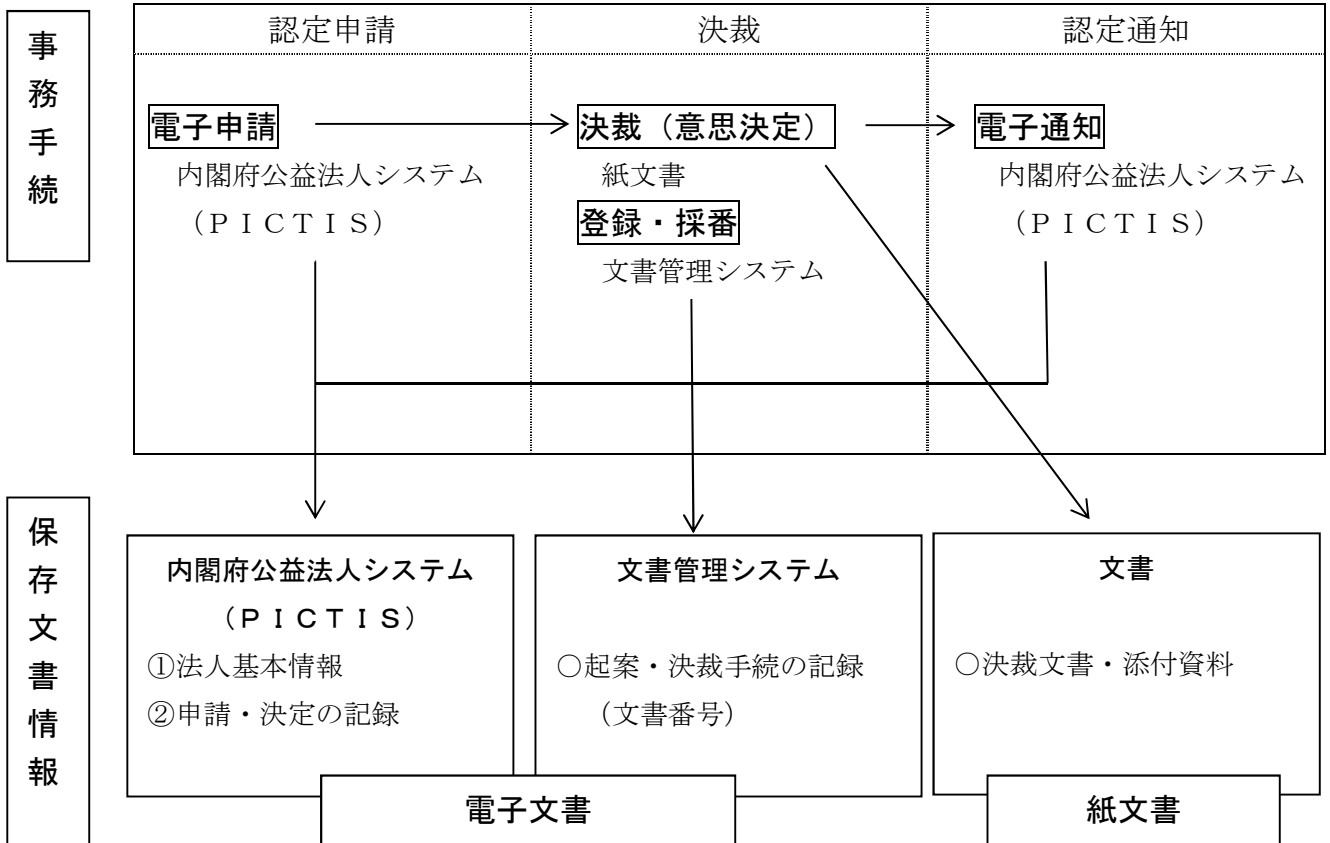 事務手続
認定申請
決裁
認定通知
電子申請
内閣府公益法人システム
(ＰＩＣＴＩＳ)
決裁（意思決定）
紙文書
登録・採番
文書管理システム
電子通知
内閣府公益法人システム
(ＰＩＣＴＩＳ)
保存文書情報
内閣府公益法人システム
(ＰＩＣＴＩＳ)
①法人基本情報
②申請・決定の記録
文書管理システム
○起案・決裁手続の記録
（文書番号）
文書
○決裁文書・添付資料
電子文書
紙文書